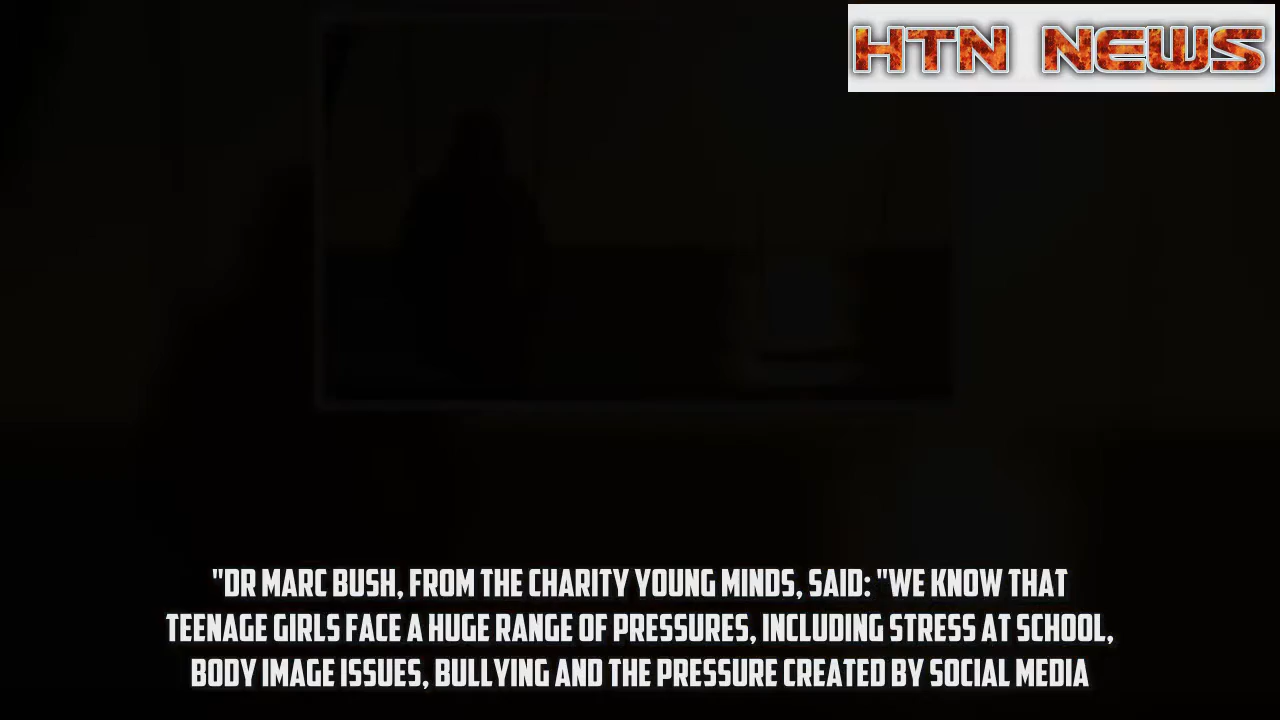 HTN NEWS
"DR MARC BUSH, FROM THE CHARITY YOUNG MINDS, SAID: "WE KNOW THAT
TEENAGE GIRLS FACE A HUGE RANGE OF PRESSURES, INCLUDING STRESS AT SCHOOL,
BODY IMAGE ISSUES, BULLYING AND THE PRESSURE CREATED BY SOCIAL MEDIA